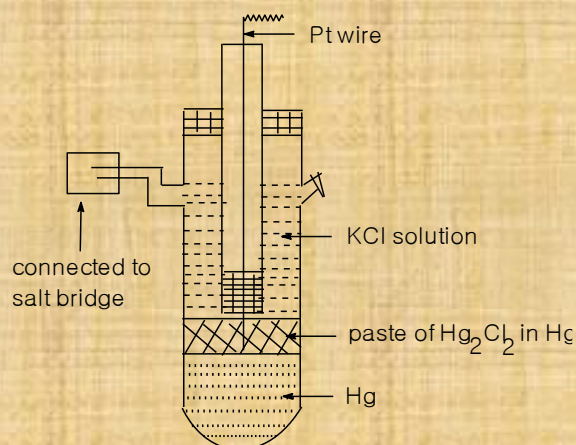 Pt wire
KCl solution
connected to
salt bridge
paste of Hg2Cl2 in Hg
Hg